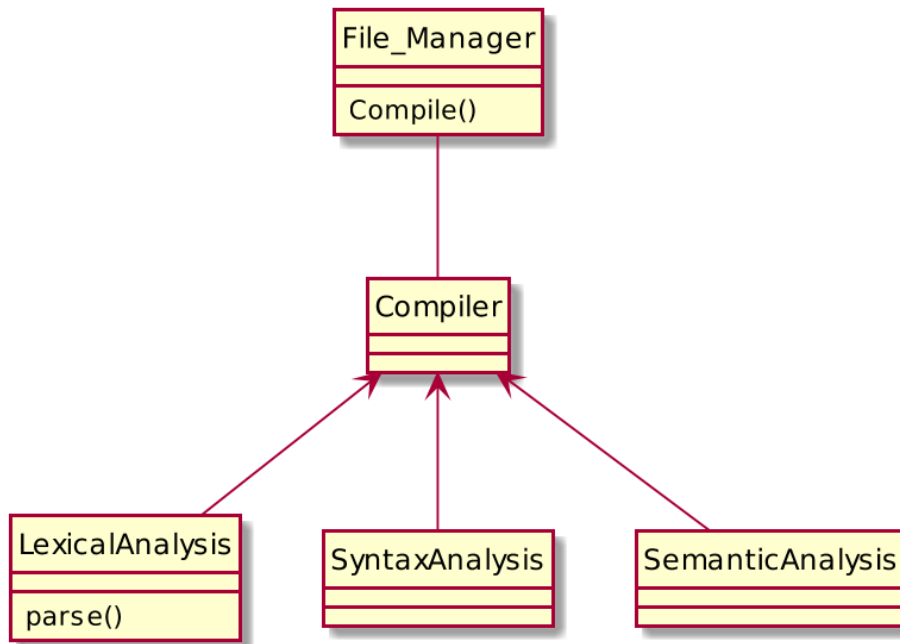 File_Manager
Compile()
Compiler
LexicalAnalysis
parse()
SyntaxAnalysis
SemanticAnalysis